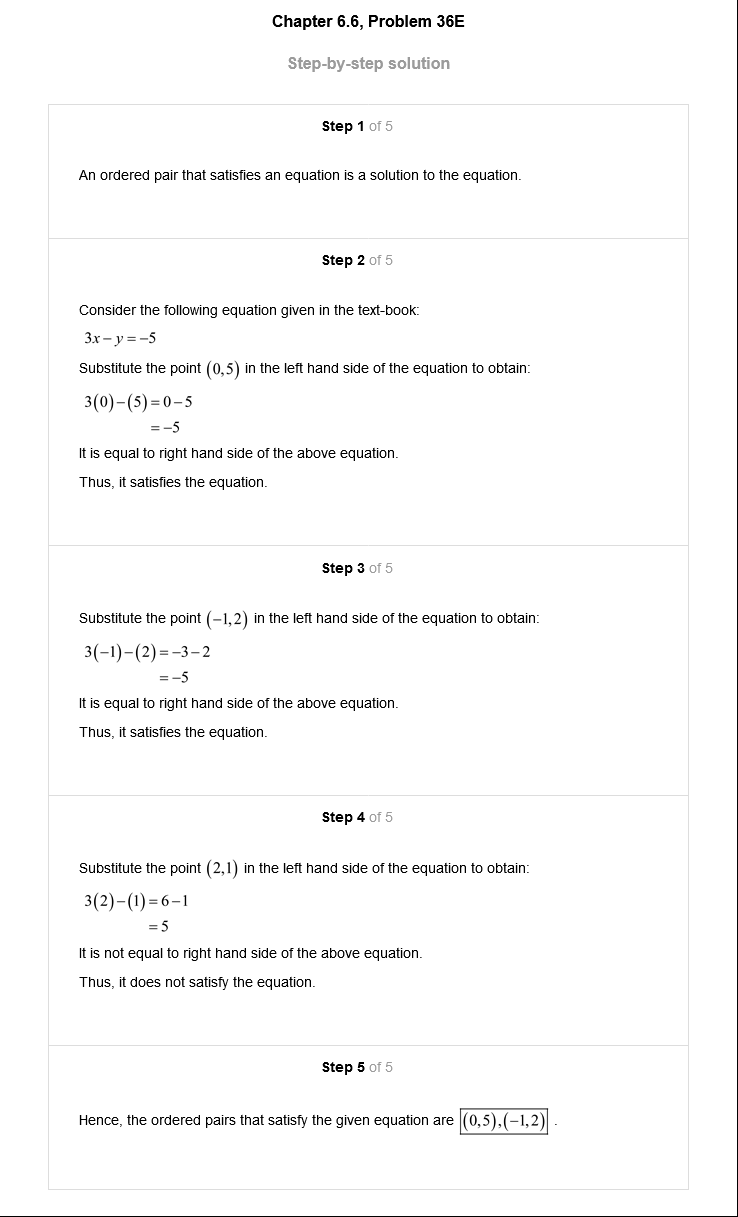 Chapter 6.6, Problem 36E
Step-by-step solution
Step 1 of 5
An ordered pair that satisfies an equation is a solution to the equation.
Step 2 of 5
Consider the following equation given in the text-book:
3x − y = −5
Substitute the point (0,5) in the left hand side of the equation to obtain:
3(0)−(5) = 0−5
= −5
It is equal to right hand side of the above equation.
Thus, it satisfies the equation.
Step 3 of 5
Substitute the point (−1,2) in the left hand side of the equation to obtain:
3(−1)−(2) = −3−2
= −5
It is equal to right hand side of the above equation.
Thus, it satisfies the equation.
Step 4 of 5
Substitute the point (2,1) in the left hand side of the equation to obtain:
3(2)−(1) = 6−1
= 5
It is not equal to right hand side of the above equation.
Thus, it does not satisfy the equation.
Step 5 of 5
Hence, the ordered pairs that satisfy the given equation are (0,5),(−1,2) .